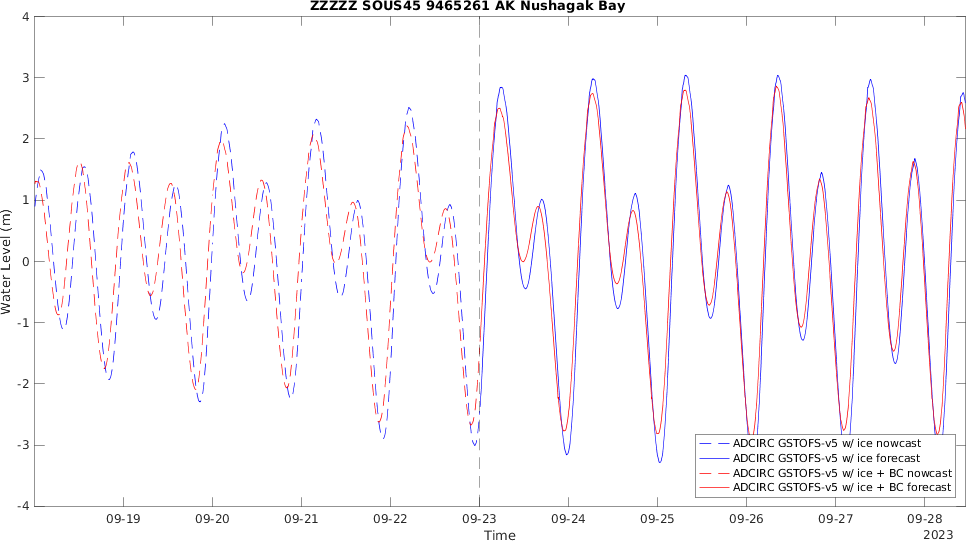 ZZZZZ SOUS45 9465261 AK Nushagak Bay
4
3
2
1
0
-1
-2
-3
-4
Water Level (m)
ADCIRC GSTOFS-v5 w/ ice nowcast
ADCIRC GSTOFS-v5 w/ ice forecast
ADCIRC GSTOFS-v5 w/ ice + BC nowcast
ADCIRC GSTOFS-v5 w/ ice + BC forecast
09-19 09-20 09-21 09-22 09-23 09-24 09-25 09-26 09-27 09-28
Time
2023